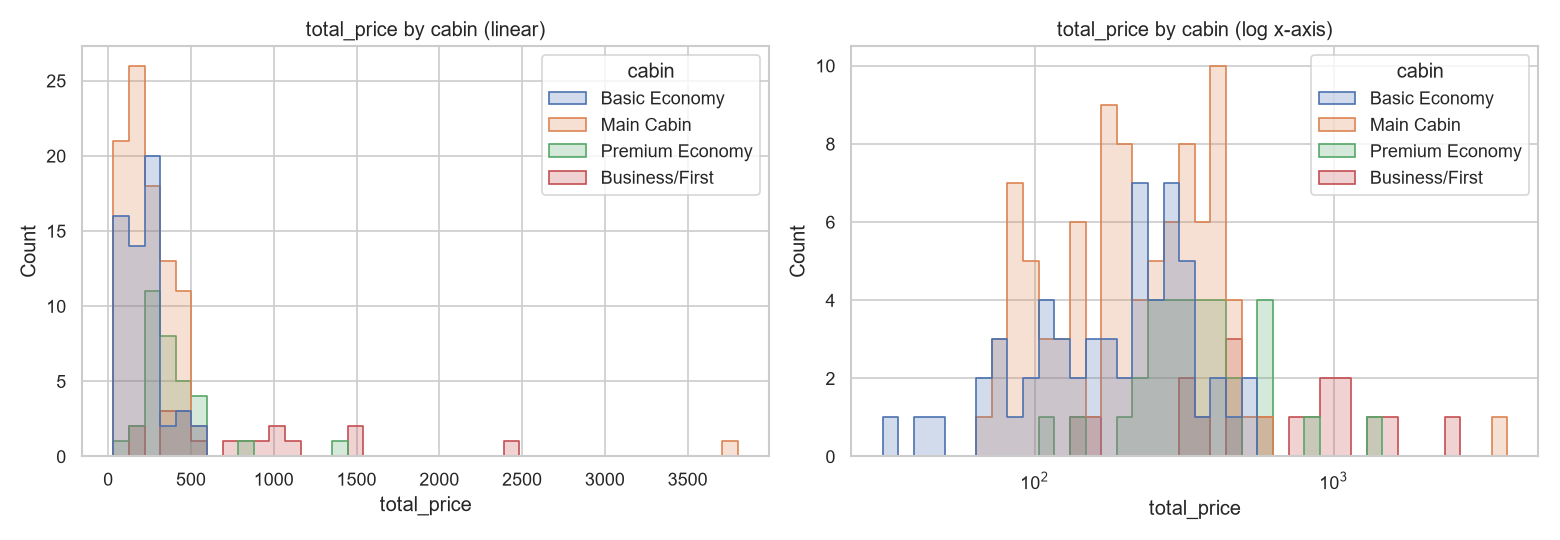 total_price by cabin (linear)
cabin
Basic Economy
Main Cabin
Premium Economy
Business/First
Count
25
20
15
10
5
0
0
500
1000
1500
2000
2500
3000
3500
total_price
total_price by cabin (log x-axis)
cabin
Basic Economy
Main Cabin
Premium Economy
Business/First
Count
10
8
6
4
2
0
10²
10³
total_price